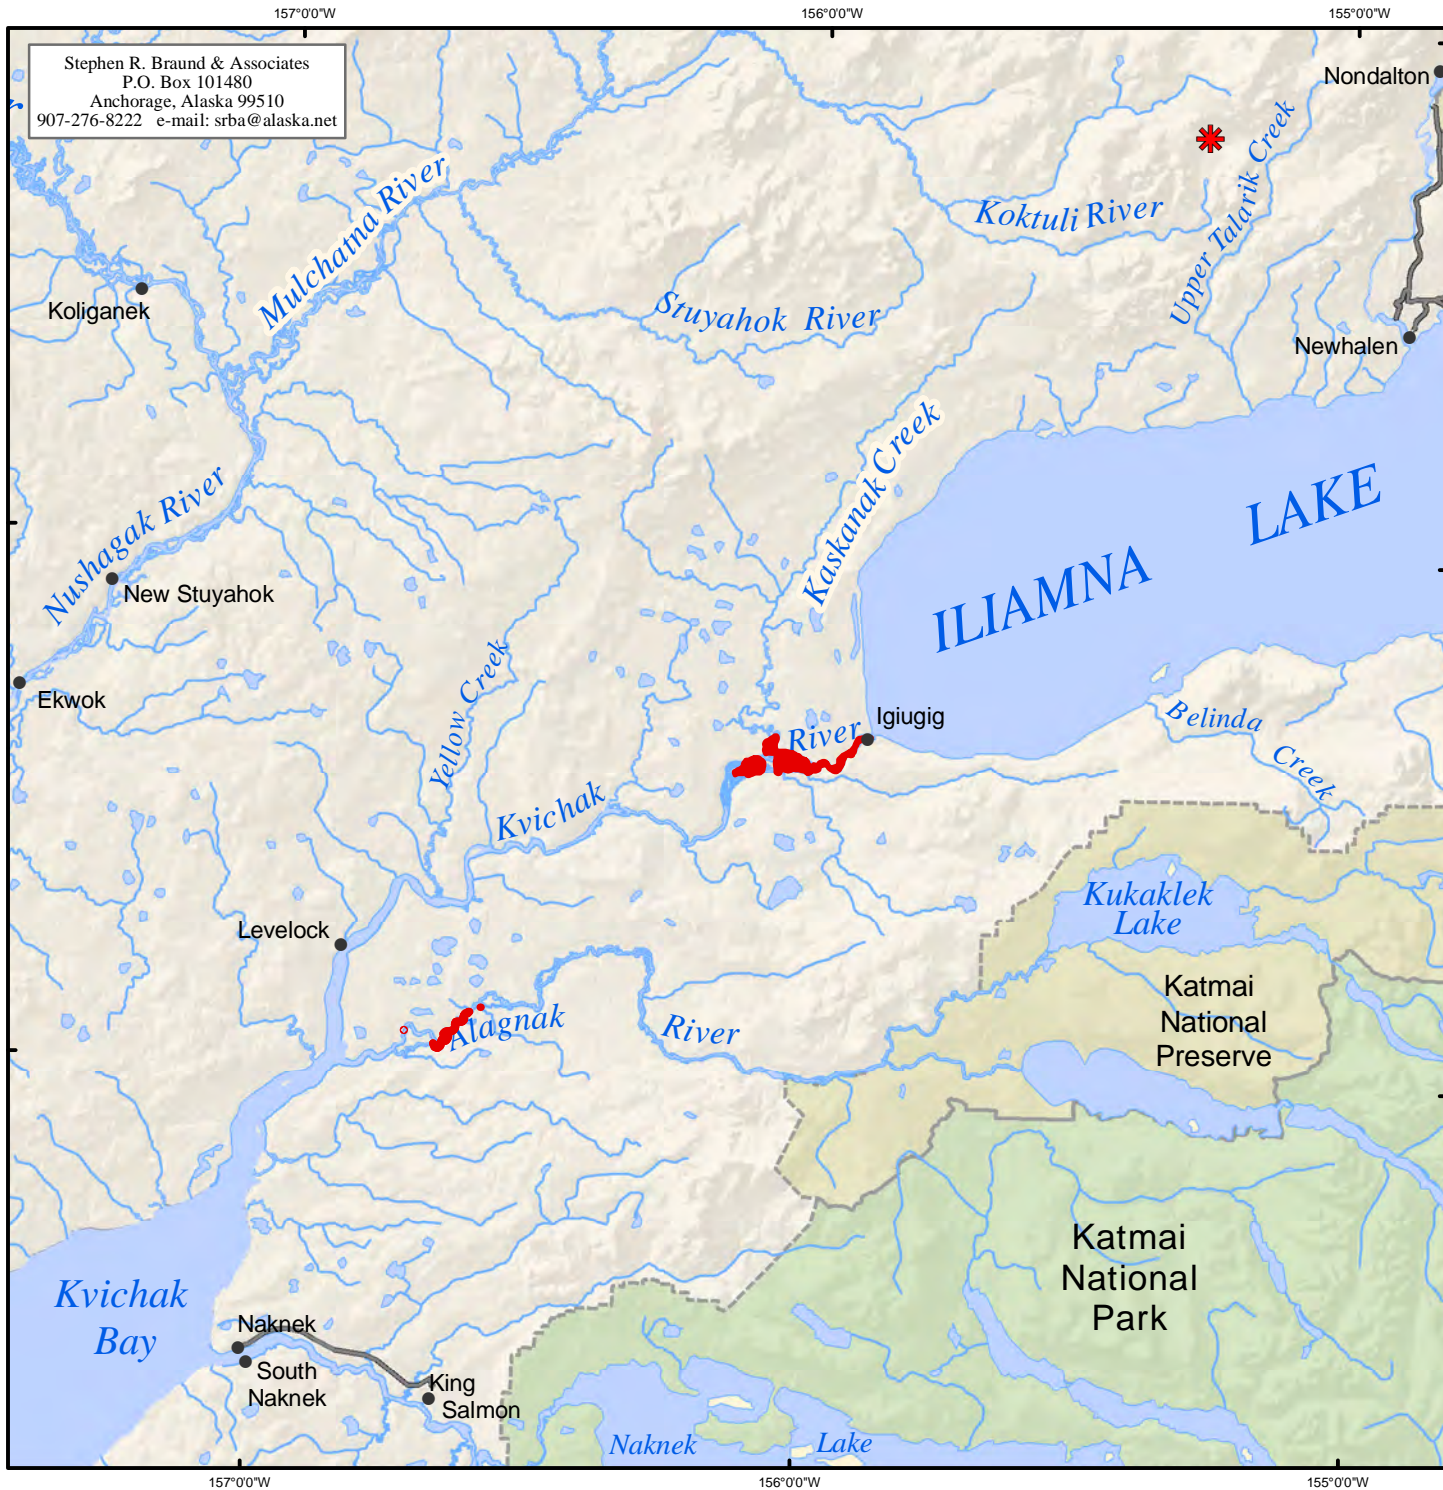 157°0'0"W
156°0'0"W
155°0'0"W
Stephen R. Braund & Associates
P.O. Box 101480
Anchorage, Alaska 99510
907-276-8222 e-mail: srba@alaska.net
Nondalton
Mulchatna River
Koktuli River
Upper Talarik Creek
Koliganek
Stuyahok River
Newhalen
Kaskanak Creek
Nushagak River
LAKE
ILIAMNA
New Stuyahok
Ekwok
Yellow Creek
Igiugig
River
Belinda
Creek
Kvichak
Kukaklek
Lake
Levelock
Katmai
National
Preserve
Alagnak
River
Katmai
National
Park
Kvichak
Bay
Naknek
South
Naknek
King
Salmon
Naknek
Lake
157°0'0"W
156°0'0"W
155°0'0"W